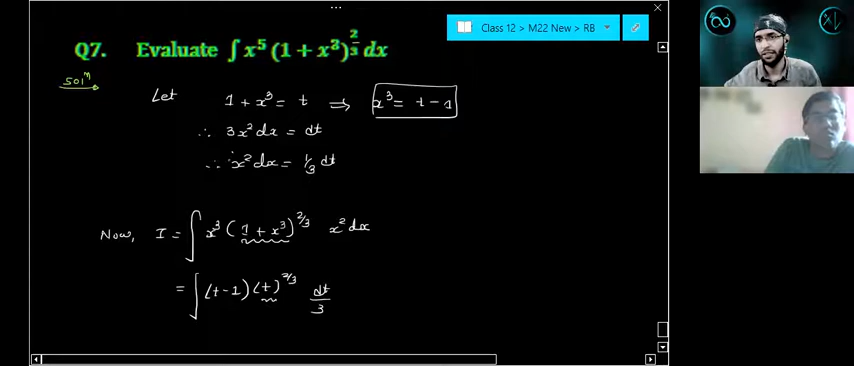 Class 12 > M22 New > RB
Q7. Evaluate ∫ x⁵ (1 + x³)^(2/3) dx
Solⁿ
Let 1 + x³ = t ⇒ x³ = t − 1
∴ 3x² dx = dt
∴ x² dx = 1/3 dt
Now, I = ∫ x³ (1 + x³)^(2/3) x² dx
= ∫ (t − 1) (t)^(2/3) dt/3